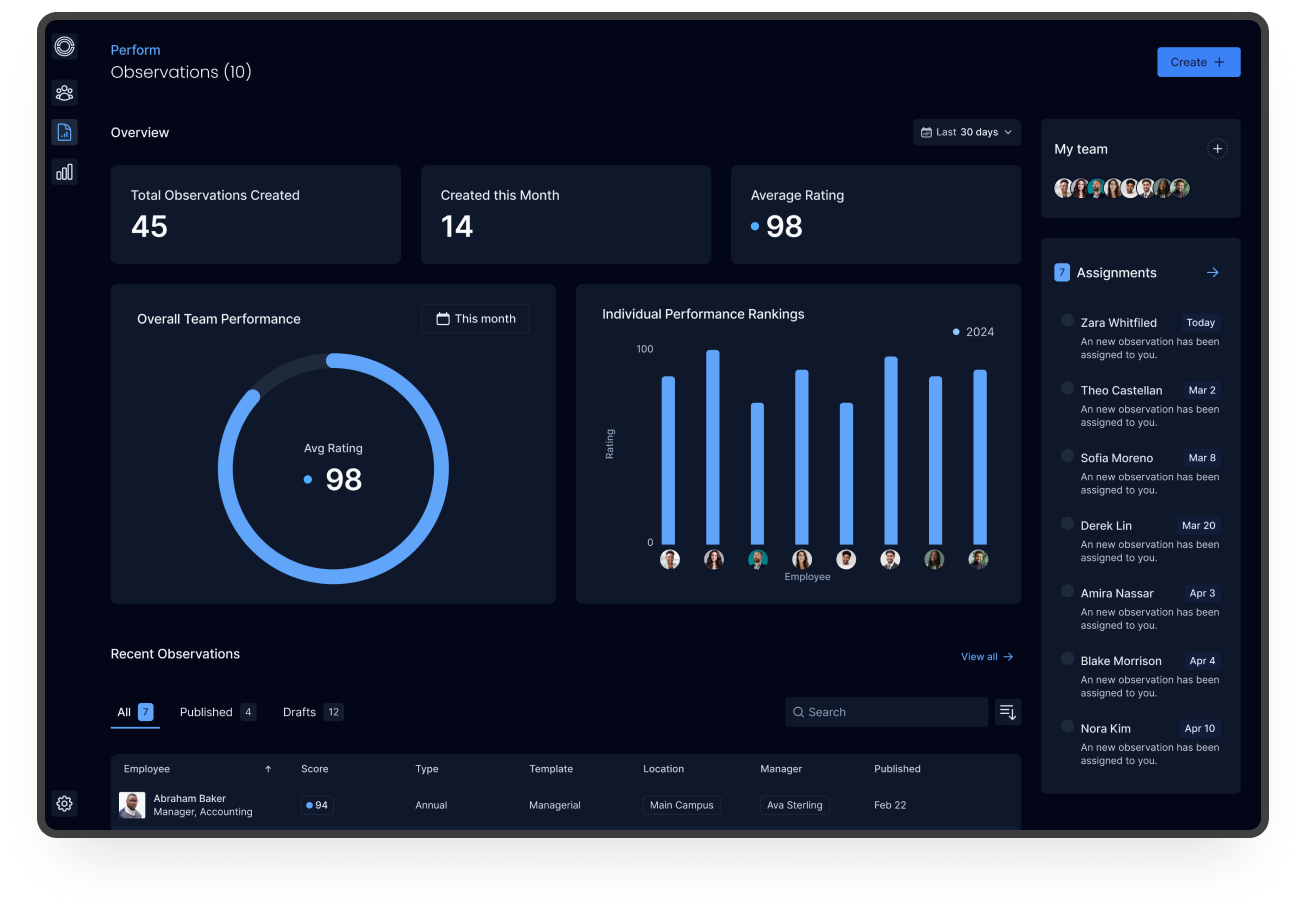 Perform
Observations (10)
Create
Overview
Last 30 days
Total Observations Created
45
Created this Month
14
Average Rating
98
Overall Team Performance
This month
Avg Rating
98
Individual Performance Rankings
2024
100
Rating
0
Employee
My team
7 Assignments
Zara Whitfiled Today
An new observation has been
assigned to you.
Theo Castellan Mar 2
An new observation has been
assigned to you.
Sofia Moreno Mar 8
An new observation has been
assigned to you.
Derek Lin Mar 20
An new observation has been
assigned to you.
Amira Nassar Apr 3
An new observation has been
assigned to you.
Blake Morrison Apr 4
An new observation has been
assigned to you.
Nora Kim Apr 10
An new observation has been
assigned to you.
Recent Observations
View all
All 7 Published 4 Drafts 12
Search
Employee Score Type Template Location Manager Published
Abraham Baker
Manager, Accounting
94 Annual Managerial Main Campus Ava Sterling Feb 22